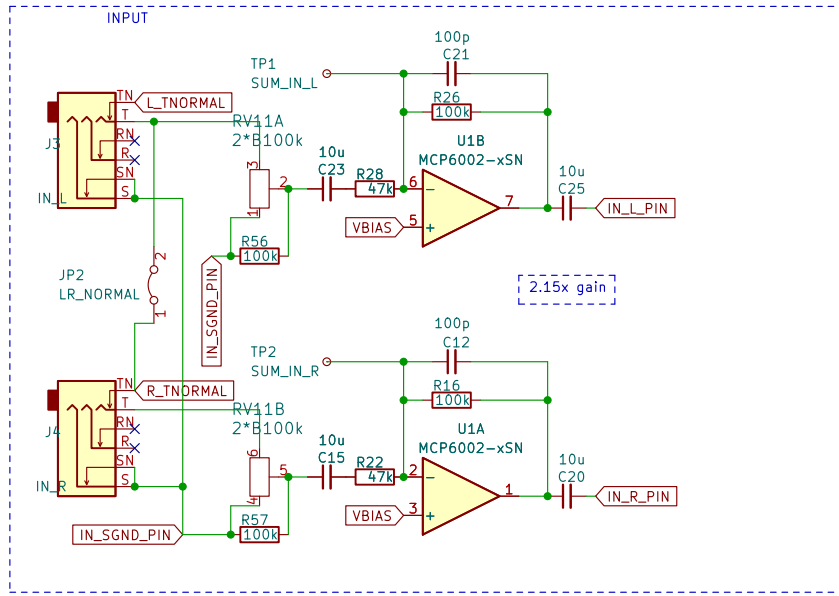 INPUT
100p
C21
TP1
SUM_IN_L
TN
L_TNORMAL
R26
100k
T
RV11A
2*B100k
RN
J3
R
U1B
MCP6002-xSN
10u
C23
3
SN
R28
47k
6
10u
C25
2
IN_L
S
7
IN_L_PIN
1
VBIAS
5
R56
100k
2
JP2
LR_NORMAL
IN_SGND_PIN
2.15x gain
1
100p
C12
TP2
SUM_IN_R
TN
R_TNORMAL
R16
100k
T
RV11B
2*B100k
RN
J4
R
U1A
MCP6002-xSN
10u
C15
6
SN
R22
47k
2
10u
C20
5
IN_R
S
1
IN_R_PIN
4
VBIAS
3
R57
100k
IN_SGND_PIN